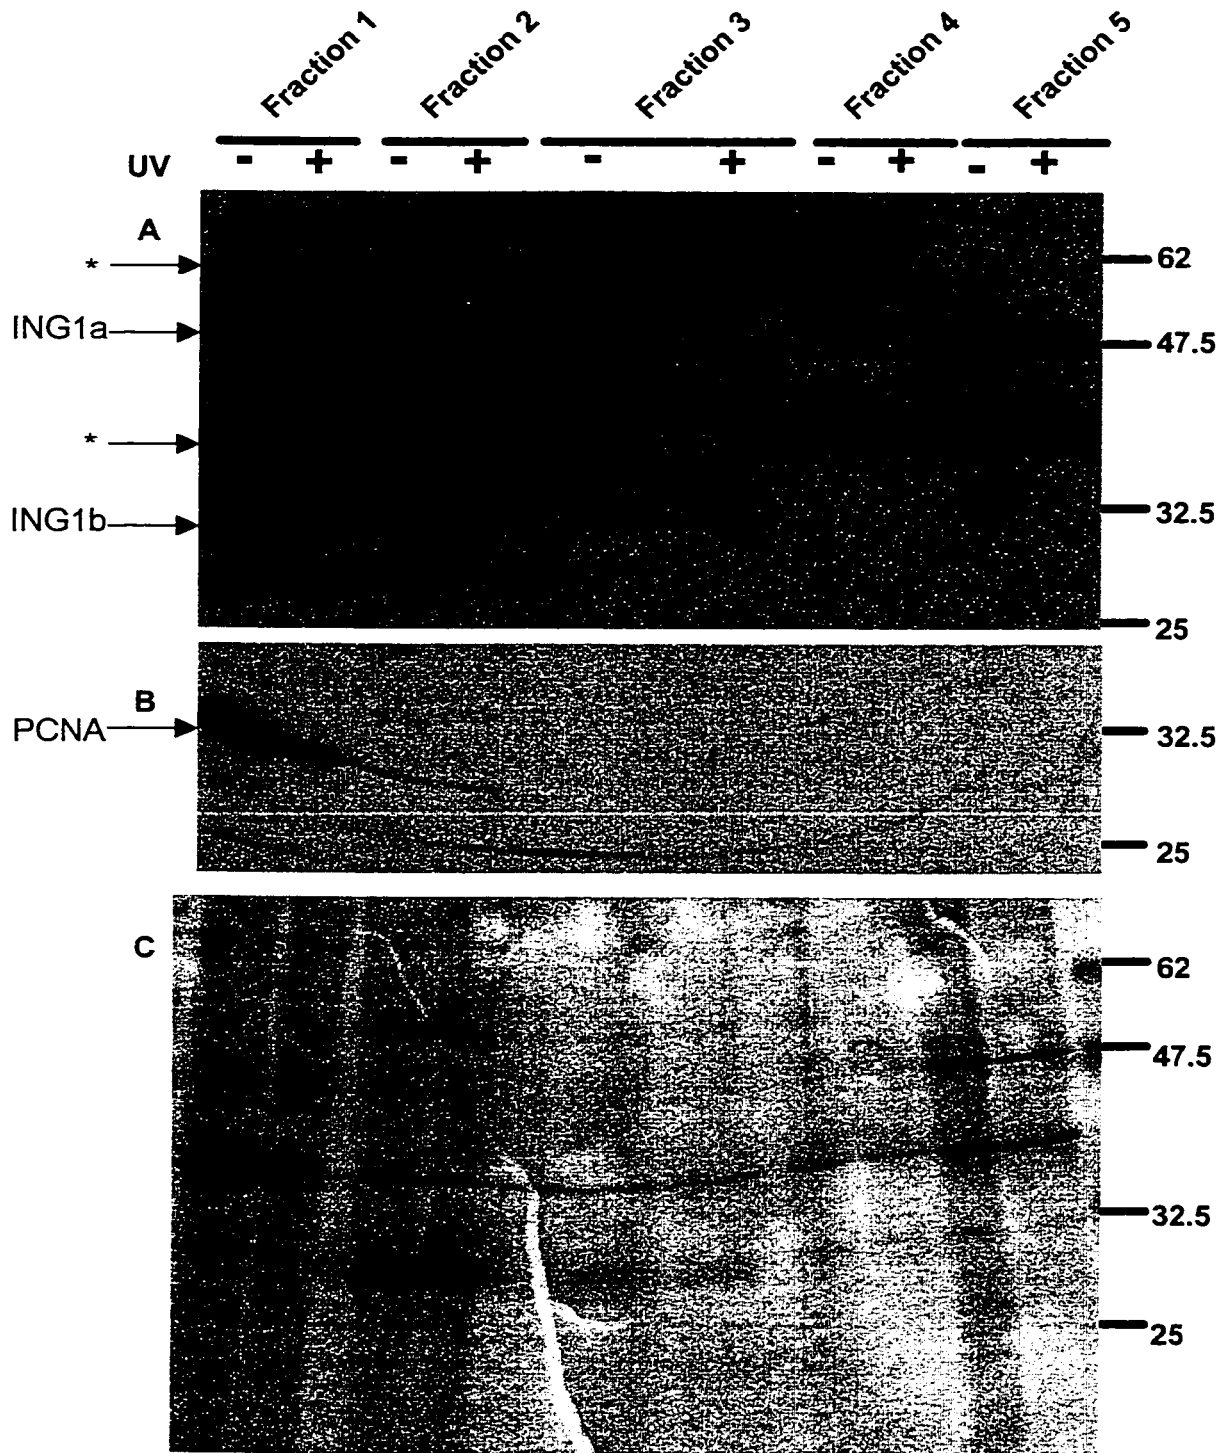 Fraction 1 Fraction 2 Fraction 3 Fraction 4 Fraction 5
UV - + - + - + - + - +
A
* 62
ING1a 47.5
*
ING1b 32.5
25
B
PCNA 32.5
25
C
62
47.5
32.5
25